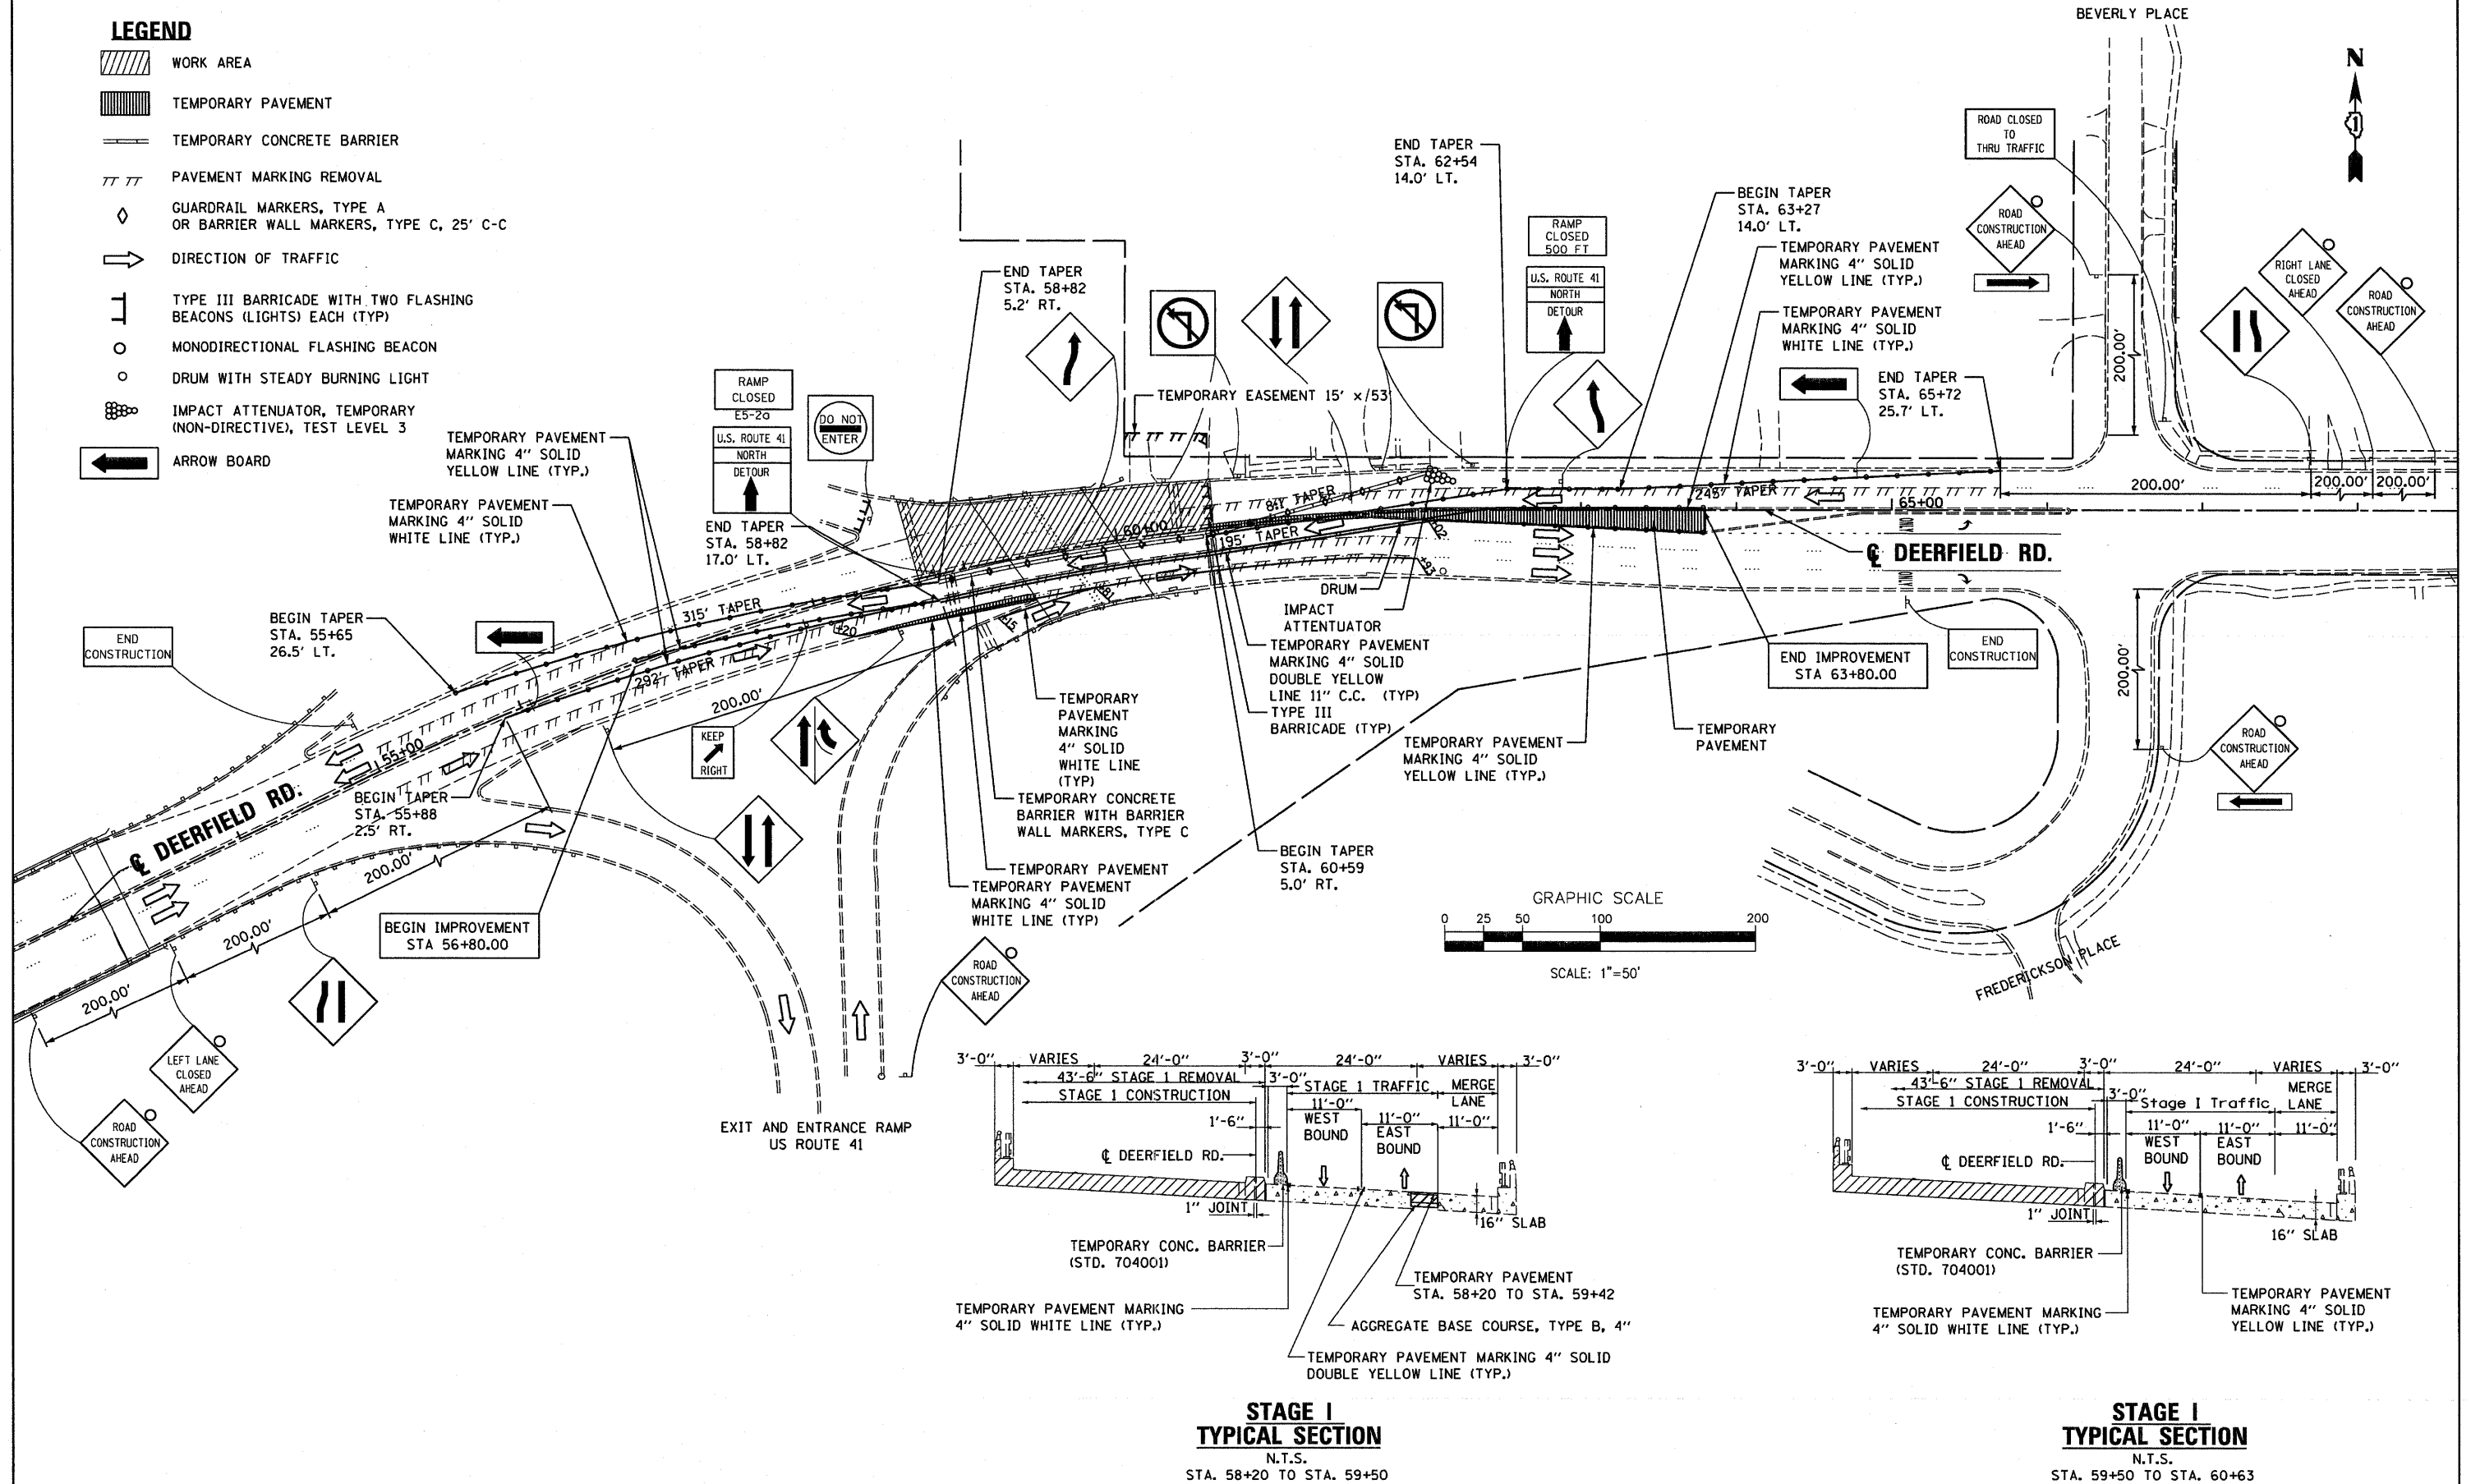 LEGEND
WORK AREA
TEMPORARY PAVEMENT
TEMPORARY CONCRETE BARRIER
PAVEMENT MARKING REMOVAL
GUARDRAIL MARKERS, TYPE A
OR BARRIER WALL MARKERS, TYPE C, 25' C-C
DIRECTION OF TRAFFIC
TYPE III BARRICADE WITH TWO FLASHING
BEACONS (LIGHTS) EACH (TYP)
MONODIRECTIONAL FLASHING BEACON
DRUM WITH STEADY BURNING LIGHT
IMPACT ATTENUATOR, TEMPORARY
(NON-DIRECTIVE), TEST LEVEL 3
ARROW BOARD
BEVERLY PLACE
N
1
ROAD CLOSED
TO
THRU TRAFFIC
ROAD
CONSTRUCTION
AHEAD
RIGHT LANE
CLOSED
AHEAD
ROAD
CONSTRUCTION
AHEAD
200.00'
END TAPER
STA. 62+54
14.0' LT.
BEGIN TAPER
STA. 63+27
14.0' LT.
RAMP
CLOSED
500 FT
U.S. ROUTE 41
NORTH
DETOUR
TEMPORARY PAVEMENT
MARKING 4" SOLID
YELLOW LINE (TYP.)
TEMPORARY PAVEMENT
MARKING 4" SOLID
WHITE LINE (TYP.)
END TAPER
STA. 65+72
25.7' LT.
END TAPER
STA. 58+82
5.2' RT.
TEMPORARY EASEMENT 15' x/53'
RAMP
CLOSED
E5-2a
DO NOT
ENTER
U.S. ROUTE 41
NORTH
DETOUR
END TAPER
STA. 58+82
17.0' LT.
TEMPORARY PAVEMENT
MARKING 4" SOLID
YELLOW LINE (TYP.)
TEMPORARY PAVEMENT
MARKING 4" SOLID
WHITE LINE (TYP.)
8:1 TAPER
245' TAPER
65+00
200.00'
200.00'
200.00'
60+00
195' TAPER
+02
+93
ONLY
ONLY
℄ DEERFIELD RD.
315' TAPER
292' TAPER
+20
+15
+81
BEGIN TAPER
STA. 55+65
26.5' LT.
END
CONSTRUCTION
DRUM
IMPACT
ATTENUATOR
TEMPORARY PAVEMENT
MARKING 4" SOLID
DOUBLE YELLOW
LINE 11" C.C. (TYP)
TYPE III
BARRICADE (TYP)
TEMPORARY PAVEMENT
MARKING 4" SOLID
YELLOW LINE (TYP.)
TEMPORARY
PAVEMENT
END IMPROVEMENT
STA 63+80.00
END
CONSTRUCTION
200.00'
ROAD
CONSTRUCTION
AHEAD
200.00'
KEEP
RIGHT
TEMPORARY
PAVEMENT
MARKING
4" SOLID
WHITE LINE
(TYP)
TEMPORARY CONCRETE
BARRIER WITH BARRIER
WALL MARKERS, TYPE C
TEMPORARY PAVEMENT
TEMPORARY PAVEMENT
MARKING 4" SOLID
WHITE LINE (TYP)
BEGIN TAPER
STA. 60+59
5.0' RT.
55+00
BEGIN TAPER
STA. 55+88
2.5' RT.
℄ DEERFIELD RD.
200.00'
200.00'
200.00'
BEGIN IMPROVEMENT
STA 56+80.00
LEFT LANE
CLOSED
AHEAD
ROAD
CONSTRUCTION
AHEAD
ROAD
CONSTRUCTION
AHEAD
EXIT AND ENTRANCE RAMP
US ROUTE 41
GRAPHIC SCALE
0 25 50 100 200
SCALE: 1"=50'
FREDERICKSON PLACE
3'-0" VARIES 24'-0" 3'-0" 24'-0" VARIES 3'-0"
43'-6" STAGE 1 REMOVAL
3'-0"
STAGE 1 TRAFFIC
MERGE
LANE
STAGE 1 CONSTRUCTION
11'-0"
11'-0"
11'-0"
1'-6"
WEST
BOUND
EAST
BOUND
℄ DEERFIELD RD.
1" JOINT
16" SLAB
TEMPORARY CONC. BARRIER
(STD. 704001)
TEMPORARY PAVEMENT
STA. 58+20 TO STA. 59+42
TEMPORARY PAVEMENT MARKING
4" SOLID WHITE LINE (TYP.)
AGGREGATE BASE COURSE, TYPE B, 4"
TEMPORARY PAVEMENT MARKING 4" SOLID
DOUBLE YELLOW LINE (TYP.)
STAGE I
TYPICAL SECTION
N.T.S.
STA. 58+20 TO STA. 59+50
3'-0" VARIES 24'-0" 3'-0" 24'-0" VARIES 3'-0"
43'-6" STAGE 1 REMOVAL
3'-0"
Stage I Traffic
MERGE
LANE
STAGE 1 CONSTRUCTION
11'-0"
11'-0"
11'-0"
1'-6"
WEST
BOUND
EAST
BOUND
℄ DEERFIELD RD.
1" JOINT
16" SLAB
TEMPORARY CONC. BARRIER
(STD. 704001)
TEMPORARY PAVEMENT MARKING
4" SOLID WHITE LINE (TYP.)
TEMPORARY PAVEMENT
MARKING 4" SOLID
YELLOW LINE (TYP.)
STAGE I
TYPICAL SECTION
N.T.S.
STA. 59+50 TO STA. 60+63